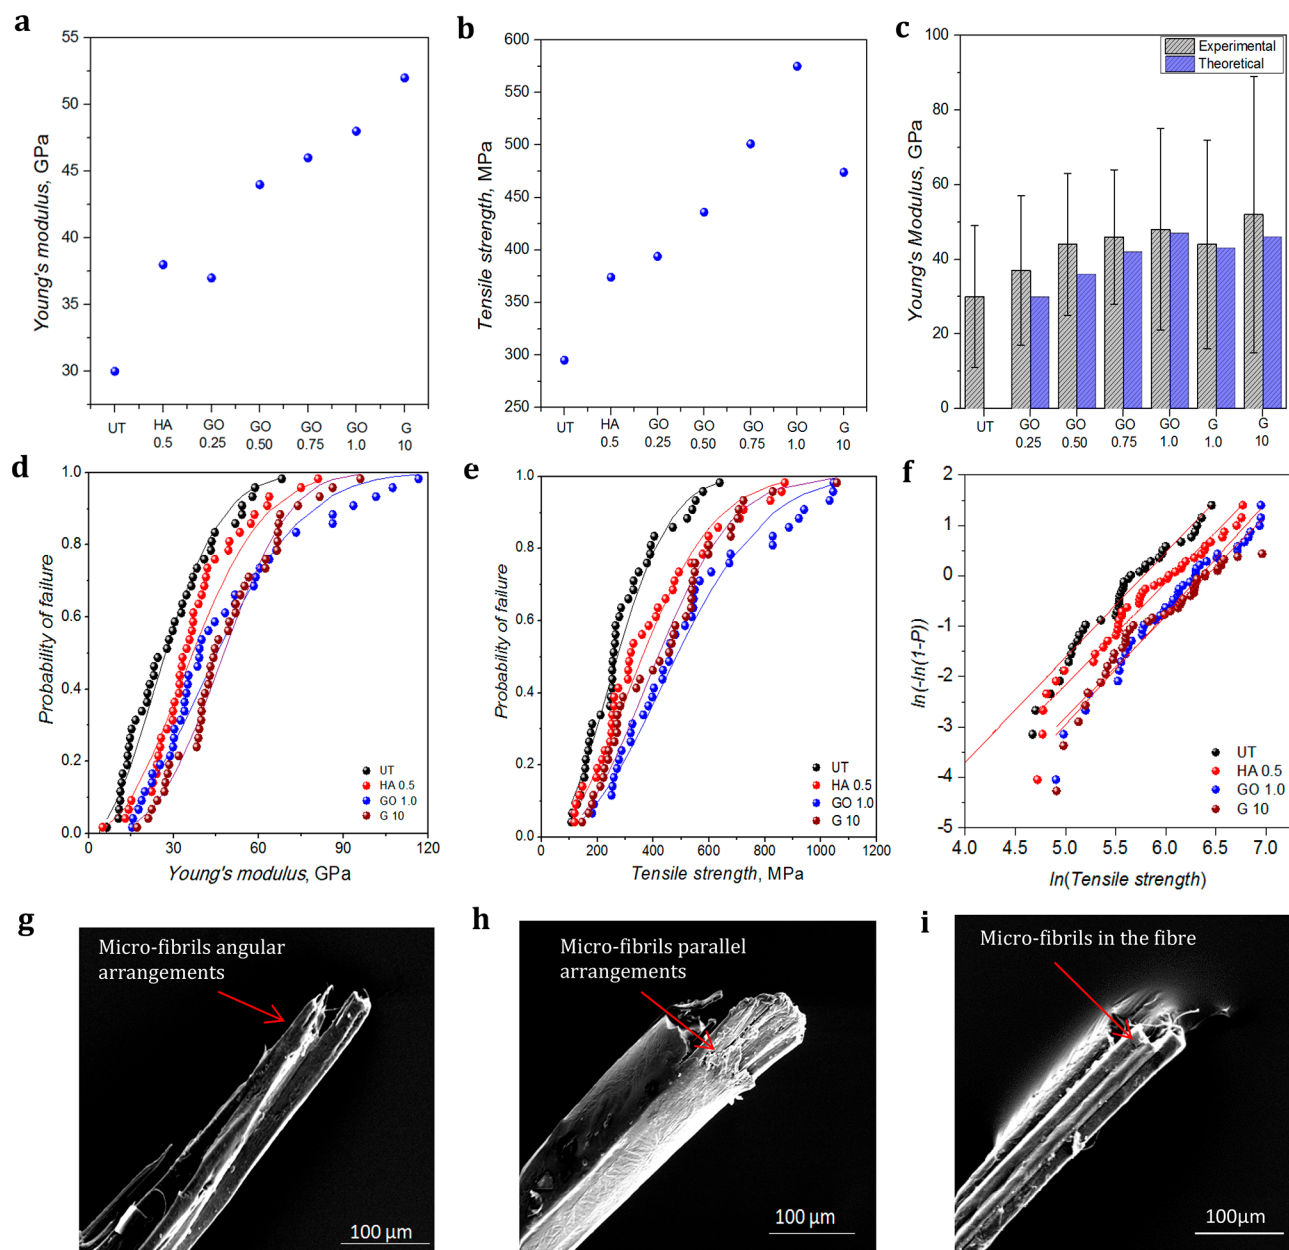 a
55
50
45
40
35
30
Young's modulus, GPa
UT
HA
0.5
GO
0.25
GO
0.50
GO
0.75
GO
1.0
G
10
b
600
550
500
450
400
350
300
250
Tensile strength, MPa
UT
HA
0.5
GO
0.25
GO
0.50
GO
0.75
GO
1.0
G
10
c
100
80
60
40
20
0
Young's Modulus, GPa
Experimental
Theoretical
UT
GO
0.25
GO
0.50
GO
0.75
GO
1.0
G
1.0
G
10
d
1.0
0.8
0.6
0.4
0.2
0.0
Probability of failure
UT
HA 0.5
GO 1.0
G 10
0
30
60
90
120
Young's modulus, GPa
e
1.0
0.8
0.6
0.4
0.2
0.0
Probability of failure
UT
HA 0.5
GO 1.0
G 10
0
200
400
600
800
1000
1200
Tensile strength, MPa
f
2
1
0
-1
-2
-3
-4
-5
ln(-ln(1-P))
UT
HA 0.5
GO 1.0
G 10
4.0
4.5
5.0
5.5
6.0
6.5
7.0
ln(Tensile strength)
g
Micro-fibrils angular
arrangements
100 µm
h
Micro-fibrils parallel
arrangements
100 µm
i
Micro-fibrils in the fibre
100µm